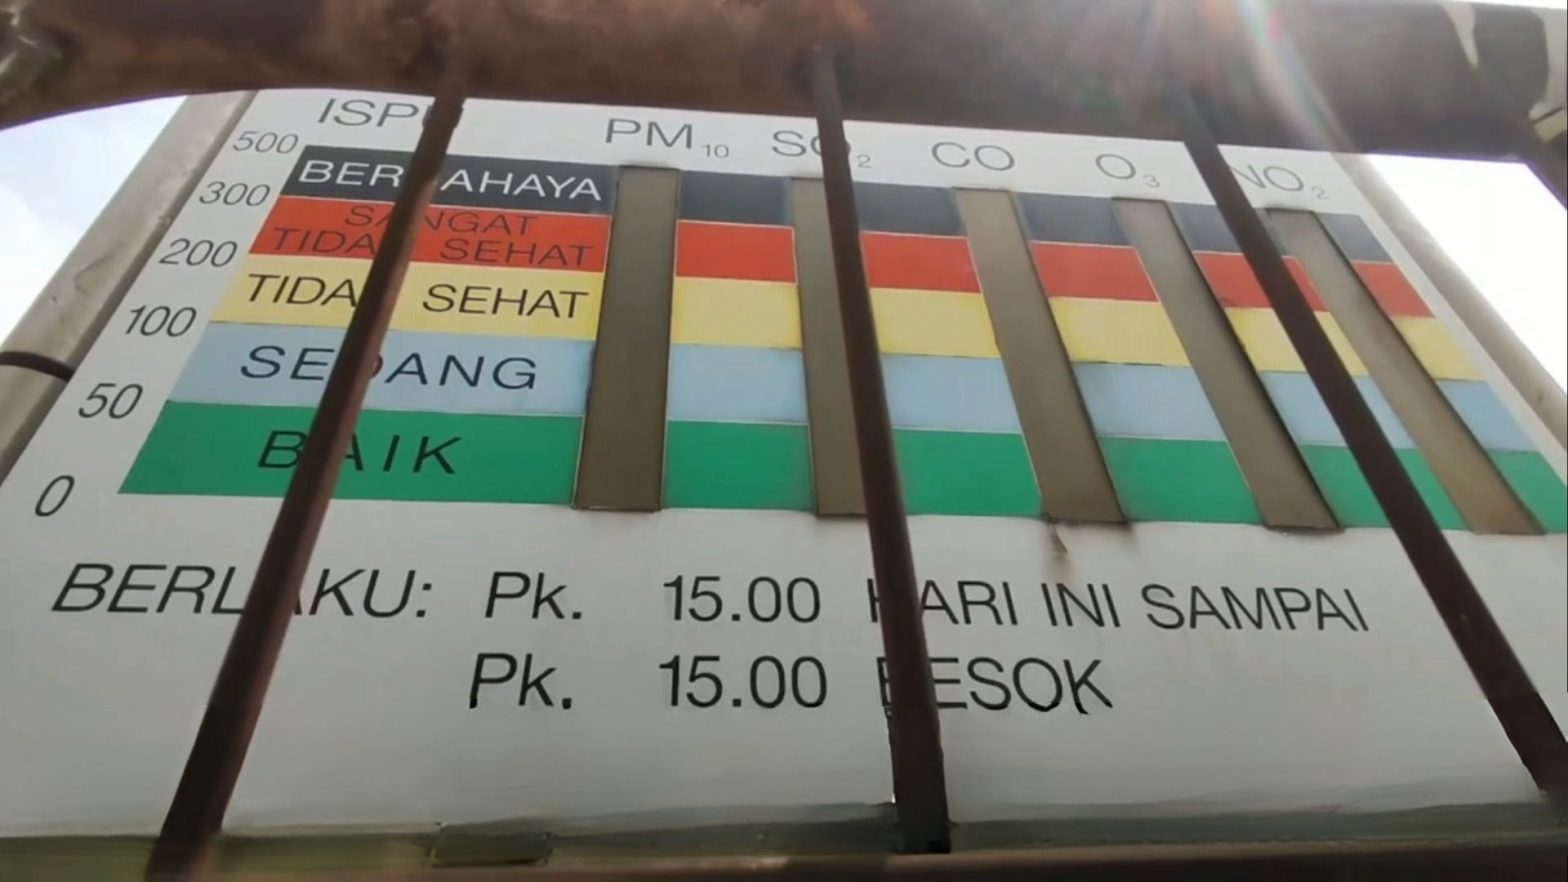 ISPU PM10 SO2 CO O3 NO2
500
BERBAHAYA
300
SANGAT
TIDAK SEHAT
200
TIDAK SEHAT
100
SEDANG
50
BAIK
0
BERLAKU: Pk. 15.00 HARI INI SAMPAI
Pk. 15.00 BESOK